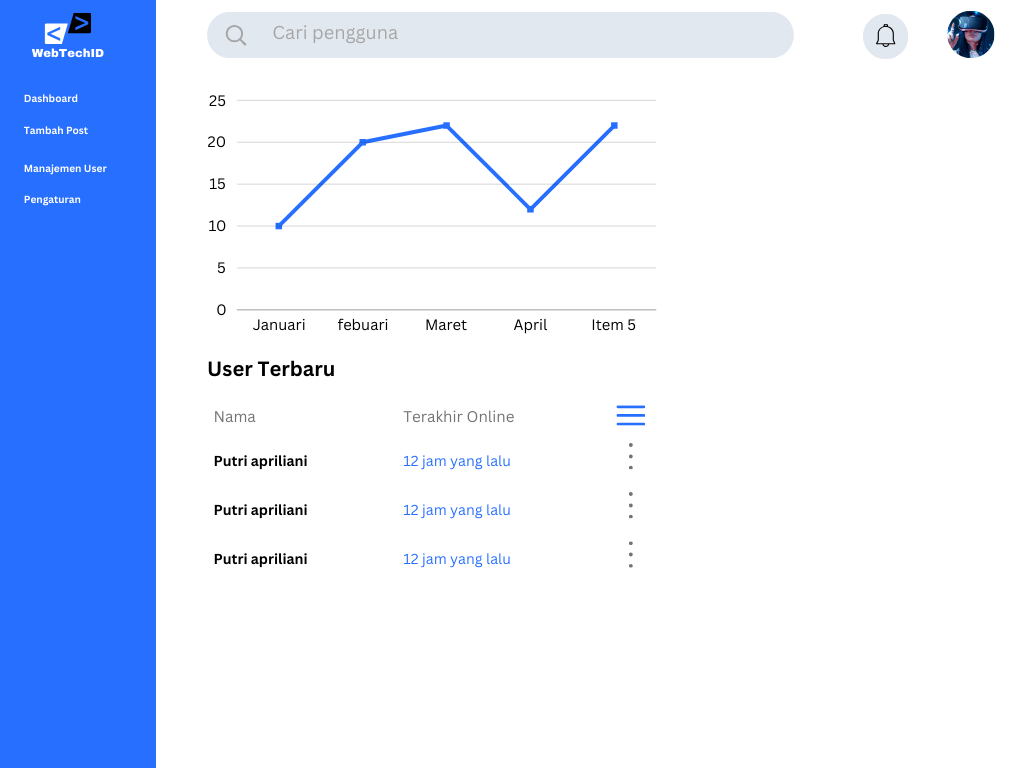 < >
WebTechID
Cari pengguna
Dashboard
Tambah Post
Manajemen User
Pengaturan
25
20
15
10
5
0
Januari febuari Maret April Item 5
User Terbaru
Nama Terakhir Online
Putri apriliani 12 jam yang lalu
Putri apriliani 12 jam yang lalu
Putri apriliani 12 jam yang lalu